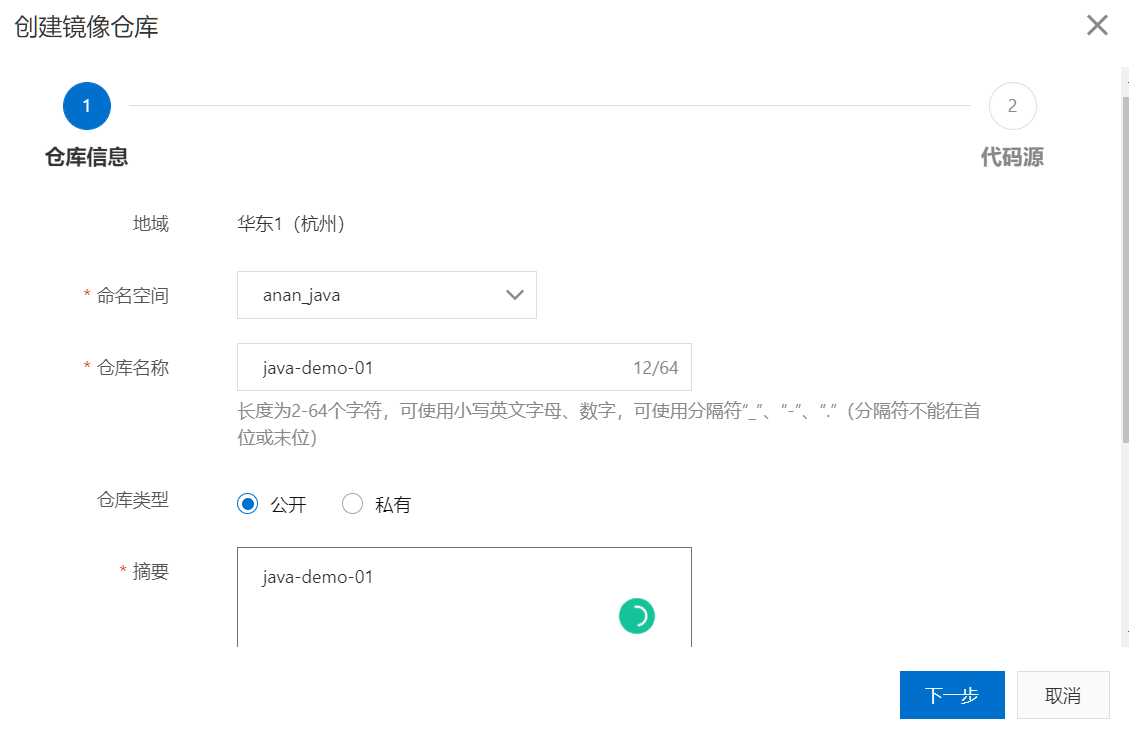 创建镜像仓库
1
2
仓库信息
代码源
地域
华东1（杭州）
* 命名空间
anan_java
* 仓库名称
java-demo-01
12/64
长度为2-64个字符，可使用小写英文字母、数字，可使用分隔符“_”、“-”、“.”（分隔符不能在首
位或末位）
仓库类型
公开
私有
* 摘要
java-demo-01
下一步
取消